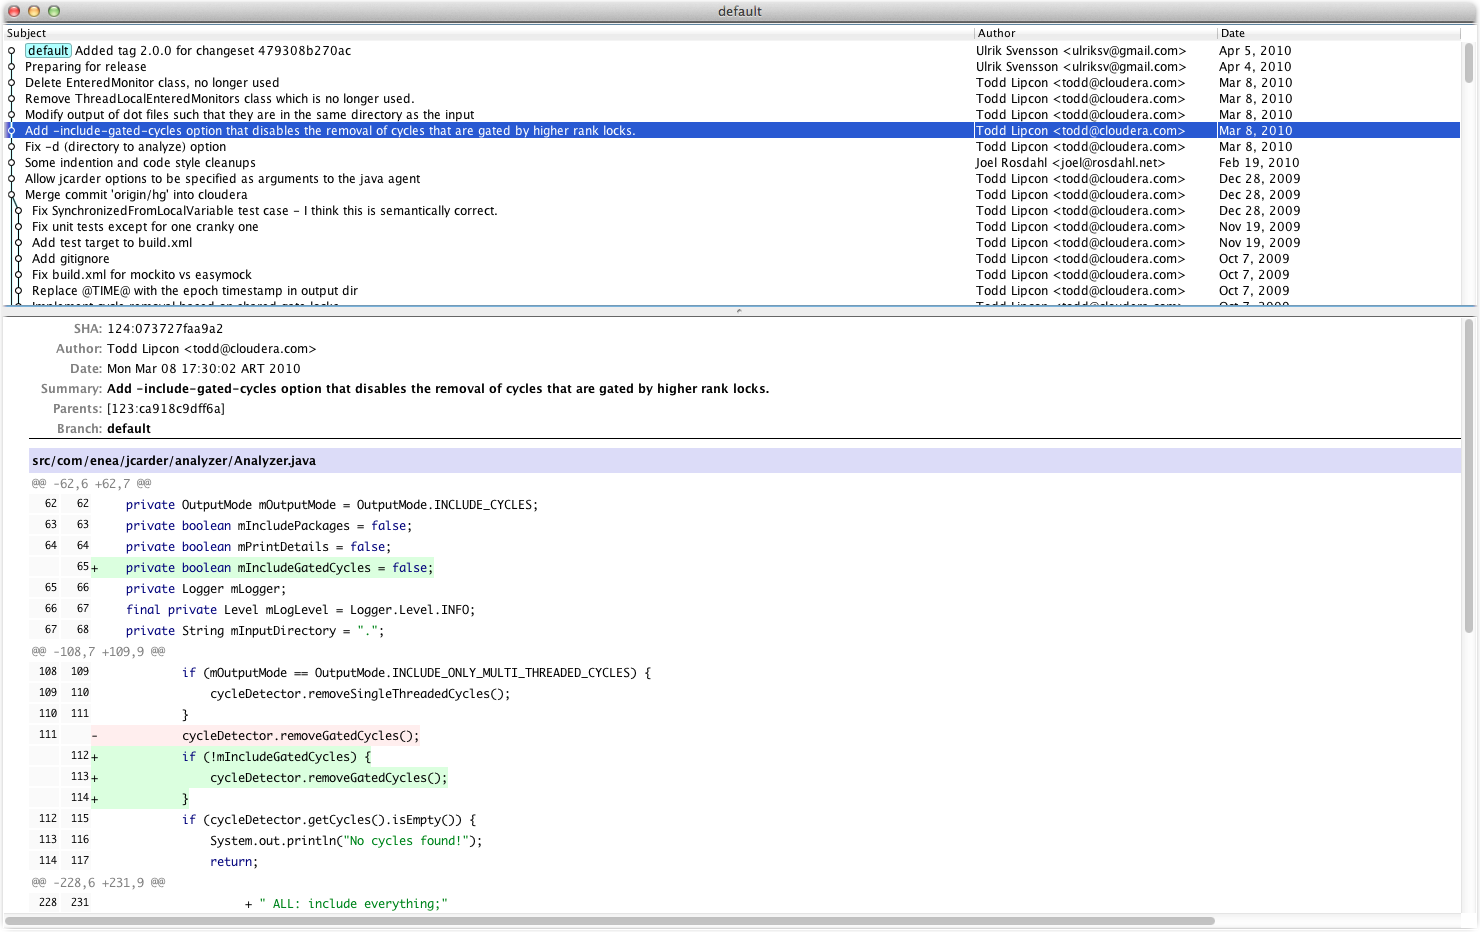 default
Subject Author Date
default Added tag 2.0.0 for changeset 479308b270ac Ulrik Svensson <ulriksv@gmail.com> Apr 5, 2010
Preparing for release Ulrik Svensson <ulriksv@gmail.com> Apr 4, 2010
Delete EnteredMonitor class, no longer used Todd Lipcon <todd@cloudera.com> Mar 8, 2010
Remove ThreadLocalEnteredMonitors class which is no longer used. Todd Lipcon <todd@cloudera.com> Mar 8, 2010
Modify output of dot files such that they are in the same directory as the input Todd Lipcon <todd@cloudera.com> Mar 8, 2010
Add -include-gated-cycles option that disables the removal of cycles that are gated by higher rank locks. Todd Lipcon <todd@cloudera.com> Mar 8, 2010
Fix -d (directory to analyze) option Todd Lipcon <todd@cloudera.com> Mar 8, 2010
Some indention and code style cleanups Joel Rosdahl <joel@rosdahl.net> Feb 19, 2010
Allow jcarder options to be specified as arguments to the java agent Todd Lipcon <todd@cloudera.com> Dec 28, 2009
Merge commit 'origin/hg' into cloudera Todd Lipcon <todd@cloudera.com> Dec 28, 2009
Fix SynchronizedFromLocalVariable test case - I think this is semantically correct. Todd Lipcon <todd@cloudera.com> Dec 28, 2009
Fix unit tests except for one cranky one Todd Lipcon <todd@cloudera.com> Nov 19, 2009
Add test target to build.xml Todd Lipcon <todd@cloudera.com> Nov 19, 2009
Add gitignore Todd Lipcon <todd@cloudera.com> Oct 7, 2009
Fix build.xml for mockito vs easymock Todd Lipcon <todd@cloudera.com> Oct 7, 2009
Replace @TIME@ with the epoch timestamp in output dir Todd Lipcon <todd@cloudera.com> Oct 7, 2009
SHA: 124:073727faa9a2
Author: Todd Lipcon <todd@cloudera.com>
Date: Mon Mar 08 17:30:02 ART 2010
Summary: Add -include-gated-cycles option that disables the removal of cycles that are gated by higher rank locks.
Parents: [123:ca918c9dff6a]
Branch: default
src/com/enea/jcarder/analyzer/Analyzer.java
@@ -62,6 +62,7 @@
62 62 private OutputMode mOutputMode = OutputMode.INCLUDE_CYCLES;
63 63 private boolean mIncludePackages = false;
64 64 private boolean mPrintDetails = false;
65+ private boolean mIncludeGatedCycles = false;
65 66 private Logger mLogger;
66 67 final private Level mLogLevel = Logger.Level.INFO;
67 68 private String mInputDirectory = ".";
@@ -108,7 +109,9 @@
108 109 if (mOutputMode == OutputMode.INCLUDE_ONLY_MULTI_THREADED_CYCLES) {
109 110 cycleDetector.removeSingleThreadedCycles();
110 111 }
111 - cycleDetector.removeGatedCycles();
112+ if (!mIncludeGatedCycles) {
113+ cycleDetector.removeGatedCycles();
114+ }
112 115 if (cycleDetector.getCycles().isEmpty()) {
113 116 System.out.println("No cycles found!");
114 117 return;
@@ -228,6 +231,9 @@
228 231 + " ALL: include everything;"